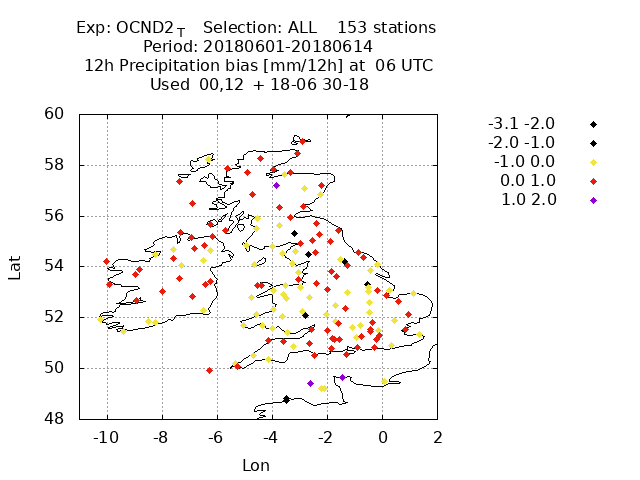 Exp: OCND2T Selection: ALL 153 stations
Period: 20180601-20180614
12h Precipitation bias [mm/12h] at 06 UTC
Used 00,12 + 18-06 30-18
60
58
56
54
52
50
48
Lat
-10 -8 -6 -4 -2 0 2
Lon
-3.1 -2.0
-2.0 -1.0
-1.0 0.0
0.0 1.0
1.0 2.0